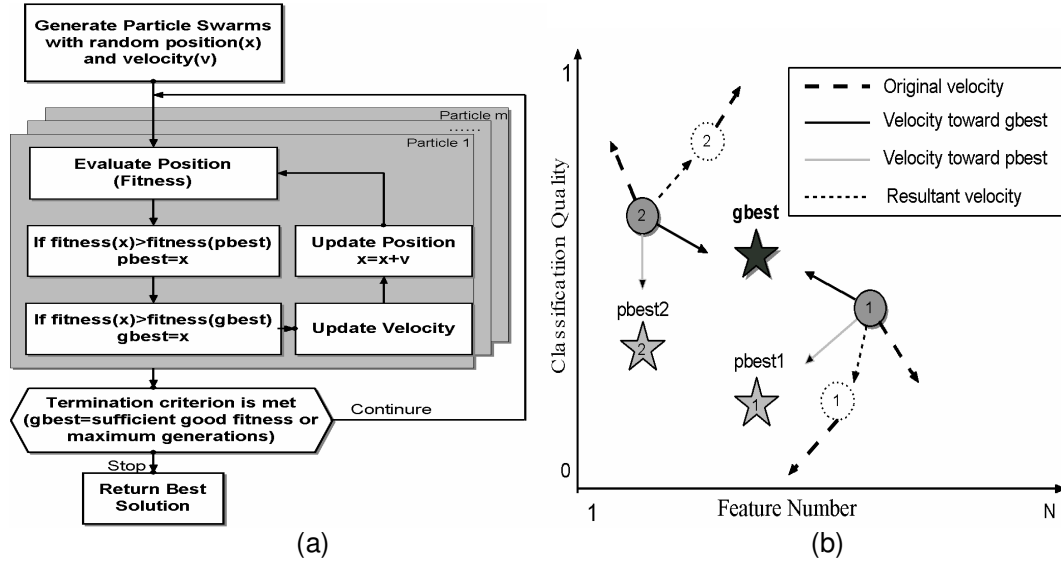 Generate Particle Swarms
with random position(x)
and velocity(v)
Particle m
......
Particle 1
Evaluate Position
(Fitness)
If fitness(x)>fitness(pbest)
pbest=x
Update Position
x=x+v
If fitness(x)>fitness(gbest)
gbest=x
Update Velocity
Termination criterion is met
(gbest=sufficient good fitness or
maximum generations)
Continure
Stop
Return Best
Solution
(a)
1
Classification Quality
0
1
Feature Number
N
Original velocity
Velocity toward gbest
Velocity toward pbest
Resultant velocity
2
2
gbest
pbest2
2
1
pbest1
1
1
(b)